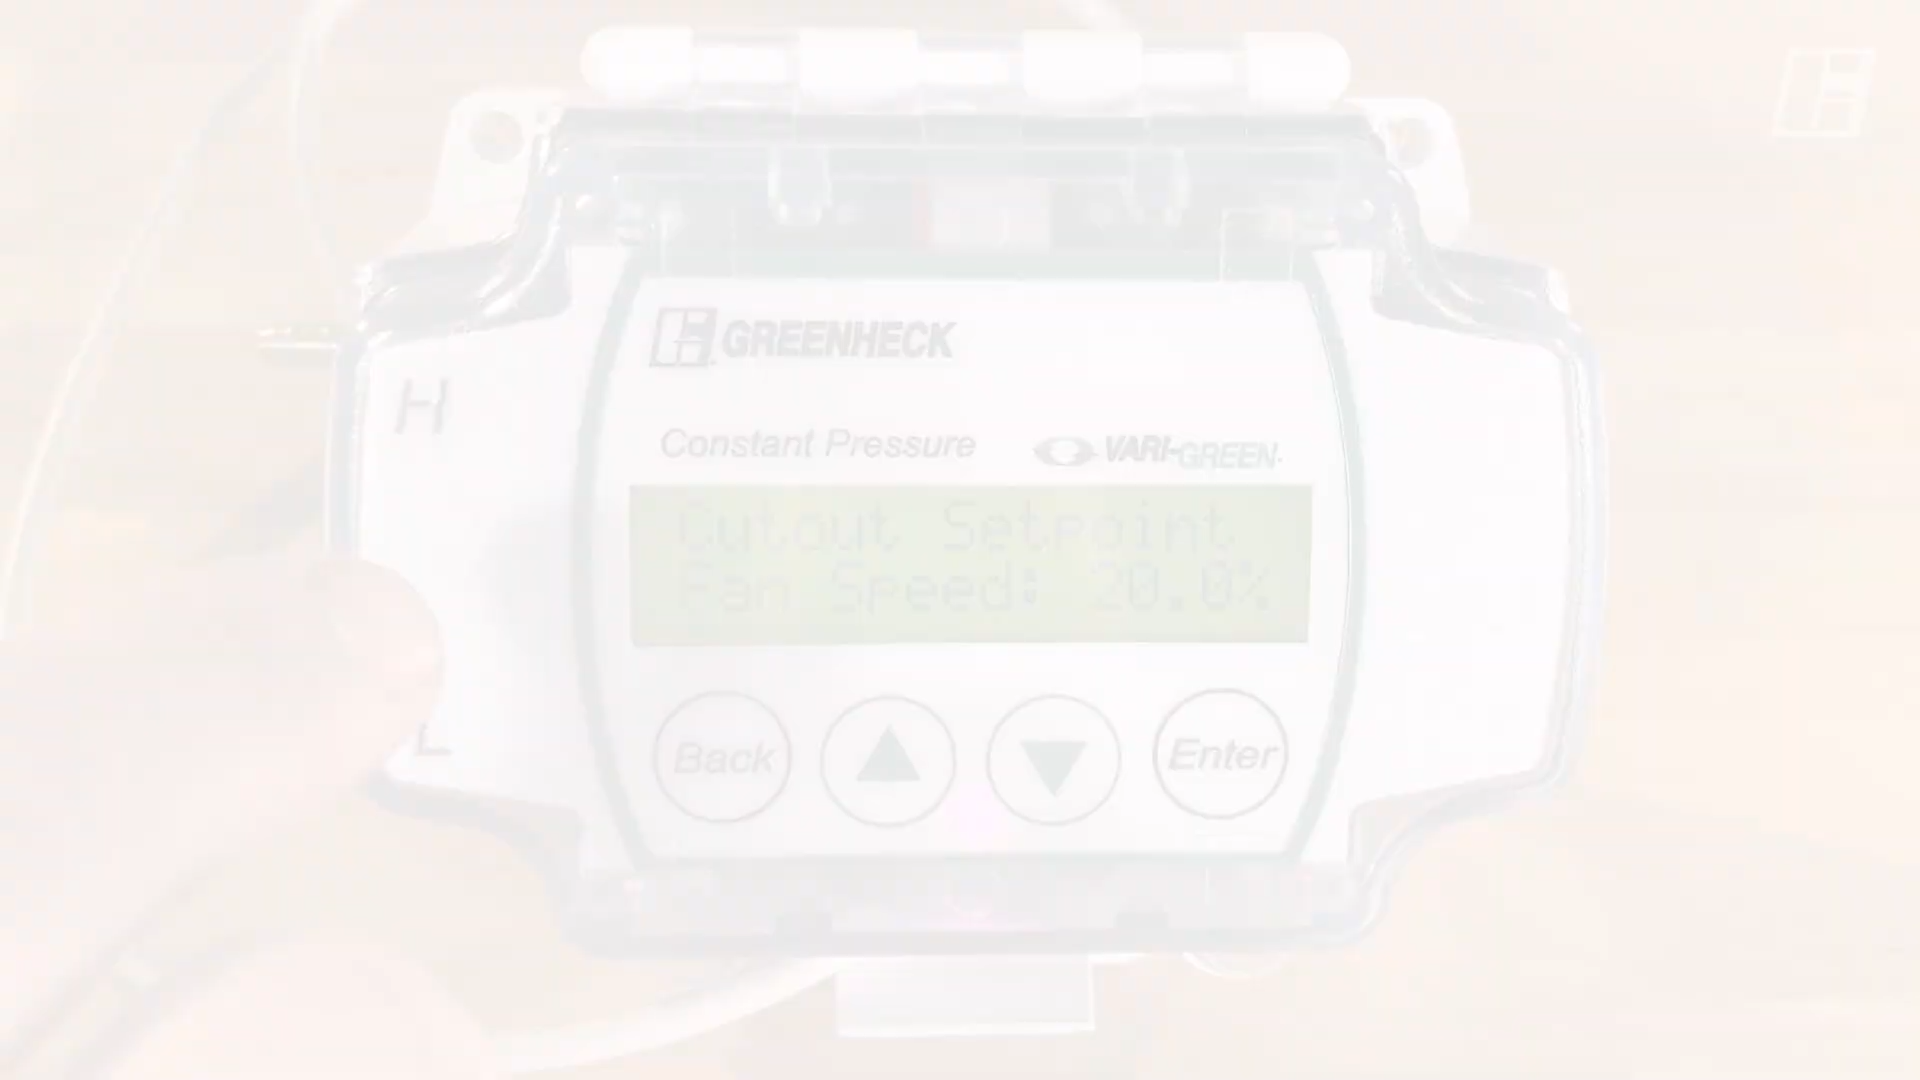 GREENHECK
H
Constant Pressure
VARI-GREEN
Cutout Setpoint
Fan Speed: 20.0%
L
Back
Enter